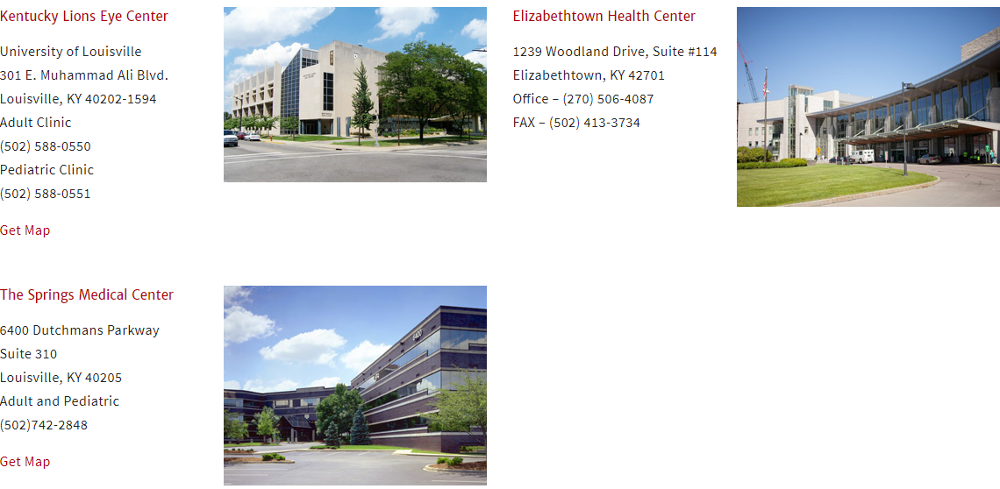 Kentucky Lions Eye Center
University of Louisville
301 E. Muhammad Ali Blvd.
Louisville, KY 40202-1594
Adult Clinic
(502) 588-0550
Pediatric Clinic
(502) 588-0551
Get Map
Elizabethtown Health Center
1239 Woodland Drive, Suite #114
Elizabethtown, KY 42701
Office – (270) 506-4087
FAX – (502) 413-3734
The Springs Medical Center
6400 Dutchmans Parkway
Suite 310
Louisville, KY 40205
Adult and Pediatric
(502)742-2848
Get Map
6400